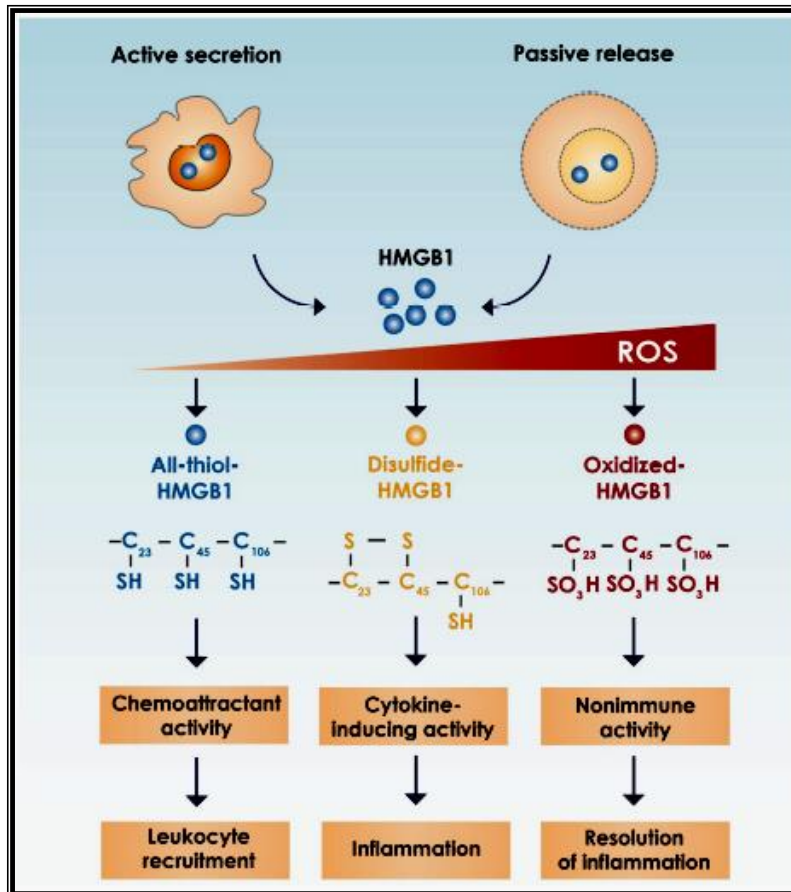 Active secretion
Passive release
HMGB1
ROS
All-thiol-
HMGB1
Disulfide-
HMGB1
Oxidized-
HMGB1
–C23 – C45 – C106 –
SH SH SH
S – S
–C23 – C45 – C106 –
SH
–C23 – C45 – C106 –
SO3H SO3H SO3H
Chemoattractant
activity
Cytokine-
inducing activity
Nonimmune
activity
Leukocyte
recruitment
Inflammation
Resolution
of inflammation